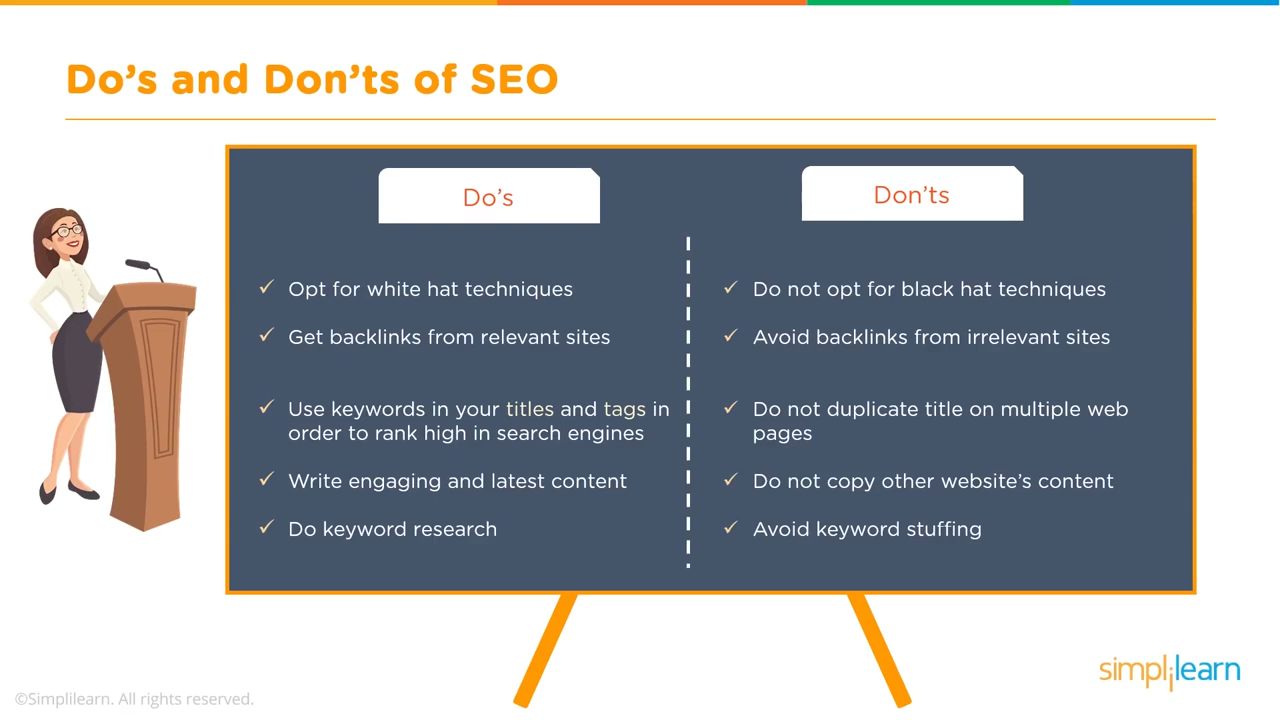 Do’s and Don’ts of SEO
Do’s
Opt for white hat techniques
Get backlinks from relevant sites
Use keywords in your titles and tags in
order to rank high in search engines
Write engaging and latest content
Do keyword research
Don’ts
Do not opt for black hat techniques
Avoid backlinks from irrelevant sites
Do not duplicate title on multiple web
pages
Do not copy other website’s content
Avoid keyword stuffing
©Simplilearn. All rights reserved.
simplilearn